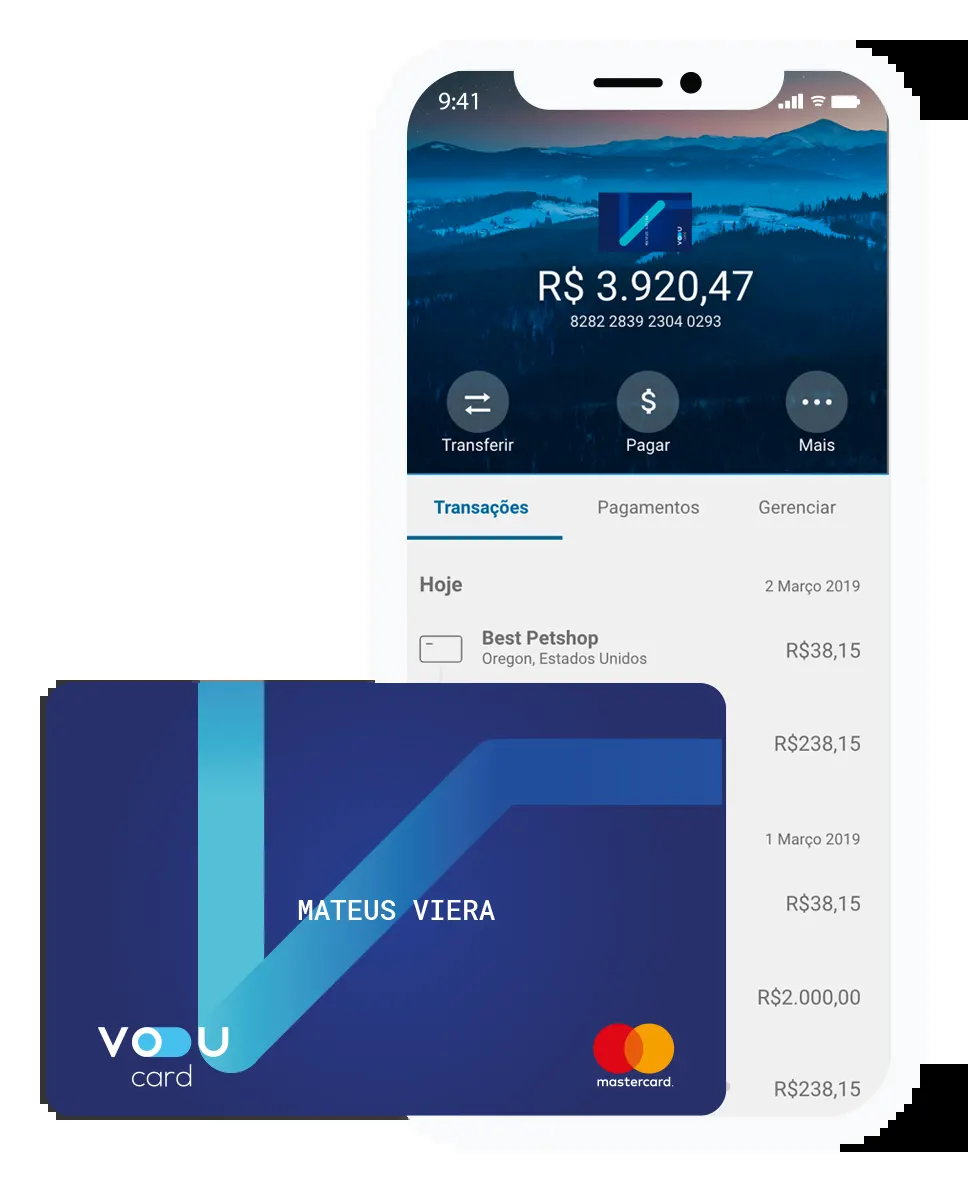 9:41
R$ 3.920,47
8282 2839 2304 0293
Transferir Pagar Mais
Transações Pagamentos Gerenciar
Hoje 2 Março 2019
Best Petshop
Oregon, Estados Unidos
R$38,15
R$238,15
1 Março 2019
R$38,15
R$2.000,00
R$238,15
MATEUS VIERA
VOOU
card
mastercard.